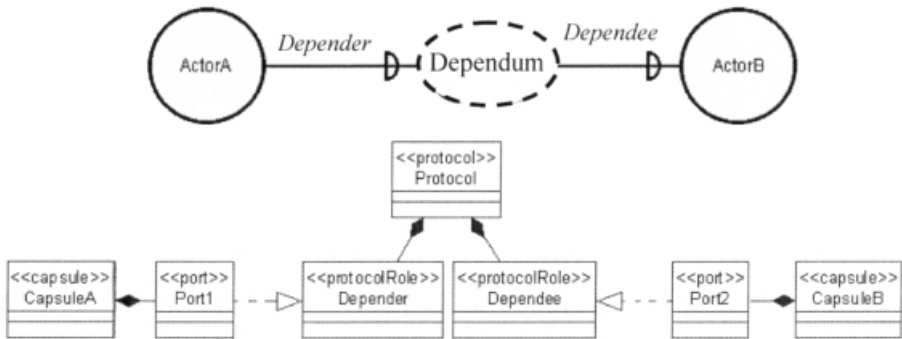 Depender
Dependee
ActorA
Dependum
ActorB
<<protocol>>
Protocol
<<capsule>>
CapsuleA
<<port>>
Port1
<<protocolRole>>
Depender
<<protocolRole>>
Dependee
<<port>>
Port2
<<capsule>>
CapsuleB